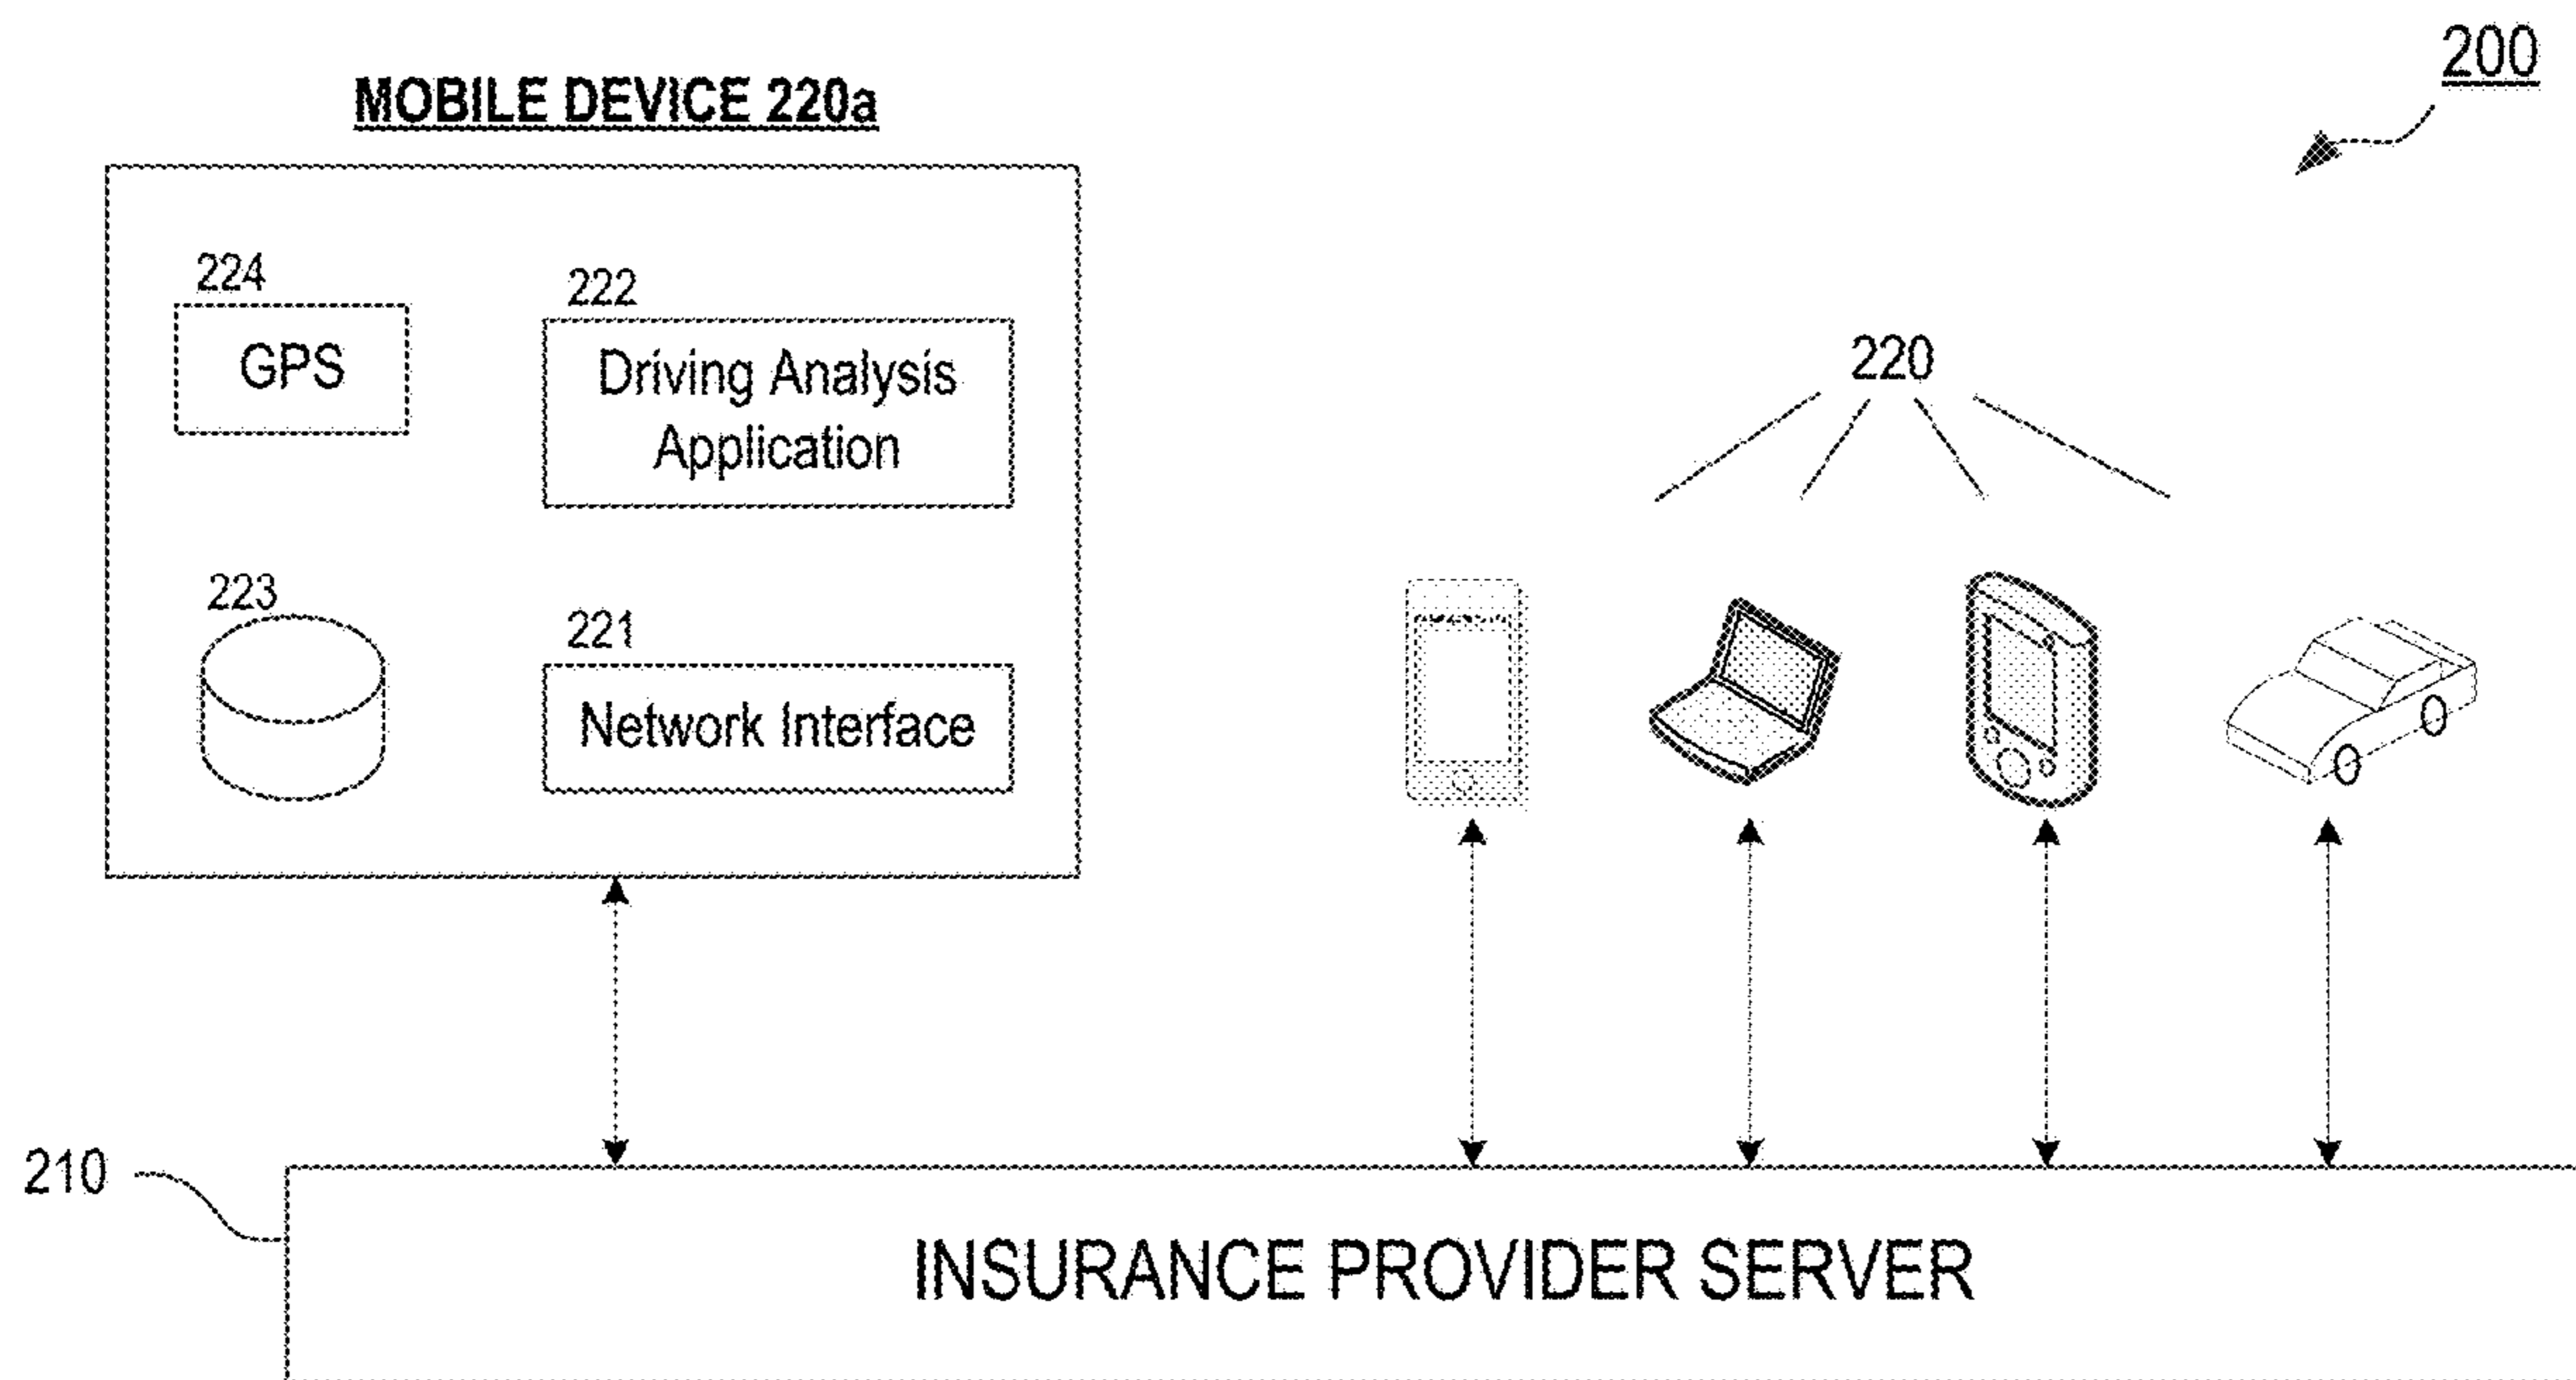 200
MOBILE DEVICE 220a
224
GPS
222
Driving Analysis
Application
220
223
221
Network Interface
210
INSURANCE PROVIDER SERVER